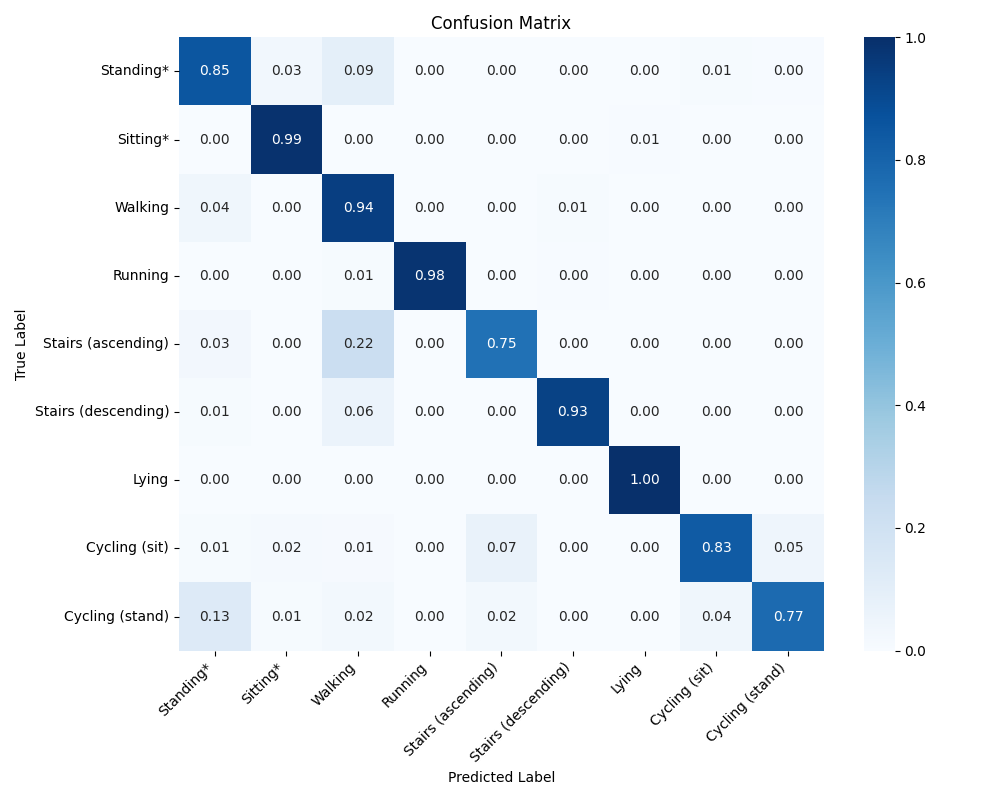 Confusion Matrix
Standing* 0.85 0.03 0.09 0.00 0.00 0.00 0.00 0.01 0.00
Sitting* 0.00 0.99 0.00 0.00 0.00 0.00 0.01 0.00 0.00
Walking 0.04 0.00 0.94 0.00 0.00 0.01 0.00 0.00 0.00
Running 0.00 0.00 0.01 0.98 0.00 0.00 0.00 0.00 0.00
Stairs (ascending) 0.03 0.00 0.22 0.00 0.75 0.00 0.00 0.00 0.00
Stairs (descending) 0.01 0.00 0.06 0.00 0.00 0.93 0.00 0.00 0.00
Lying 0.00 0.00 0.00 0.00 0.00 0.00 1.00 0.00 0.00
Cycling (sit) 0.01 0.02 0.01 0.00 0.07 0.00 0.00 0.83 0.05
Cycling (stand) 0.13 0.01 0.02 0.00 0.02 0.00 0.00 0.04 0.77
True Label
Standing* Sitting* Walking Running Stairs (ascending) Stairs (descending) Lying Cycling (sit) Cycling (stand)
Predicted Label
1.0
0.8
0.6
0.4
0.2
0.0